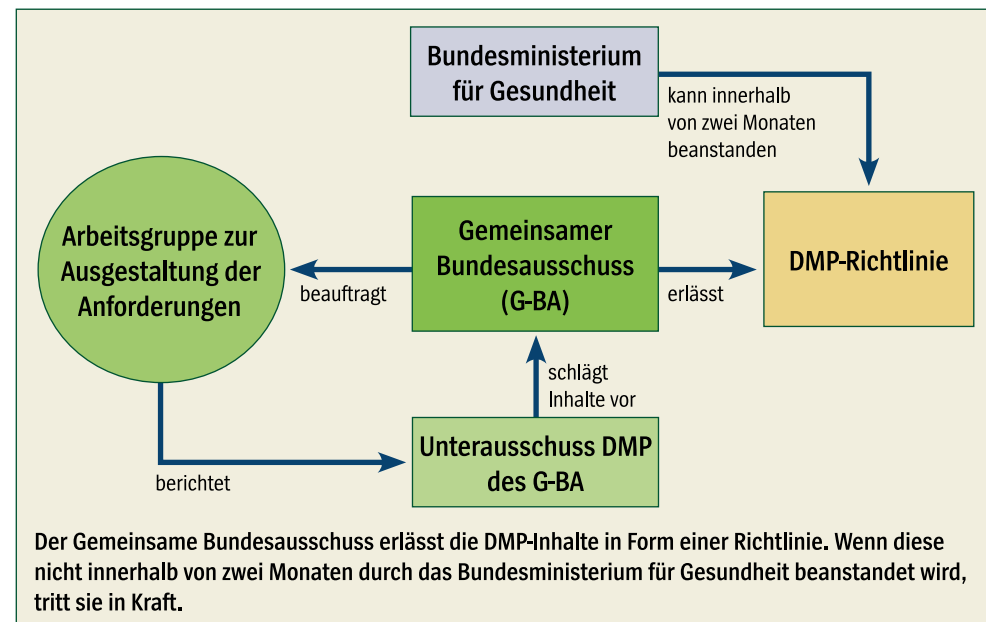 Bundesministerium
für Gesundheit
kann innerhalb
von zwei Monaten
beanstanden
Arbeitsgruppe zur
Ausgestaltung der
Anforderungen
beauftragt
Gemeinsamer
Bundesausschuss
(G-BA)
erlässt
DMP-Richtlinie
schlägt
Inhalte vor
berichtet
Unterausschuss DMP
des G-BA
Der Gemeinsame Bundesausschuss erlässt die DMP-Inhalte in Form einer Richtlinie. Wenn diese
nicht innerhalb von zwei Monaten durch das Bundesministerium für Gesundheit beanstandet wird,
tritt sie in Kraft.